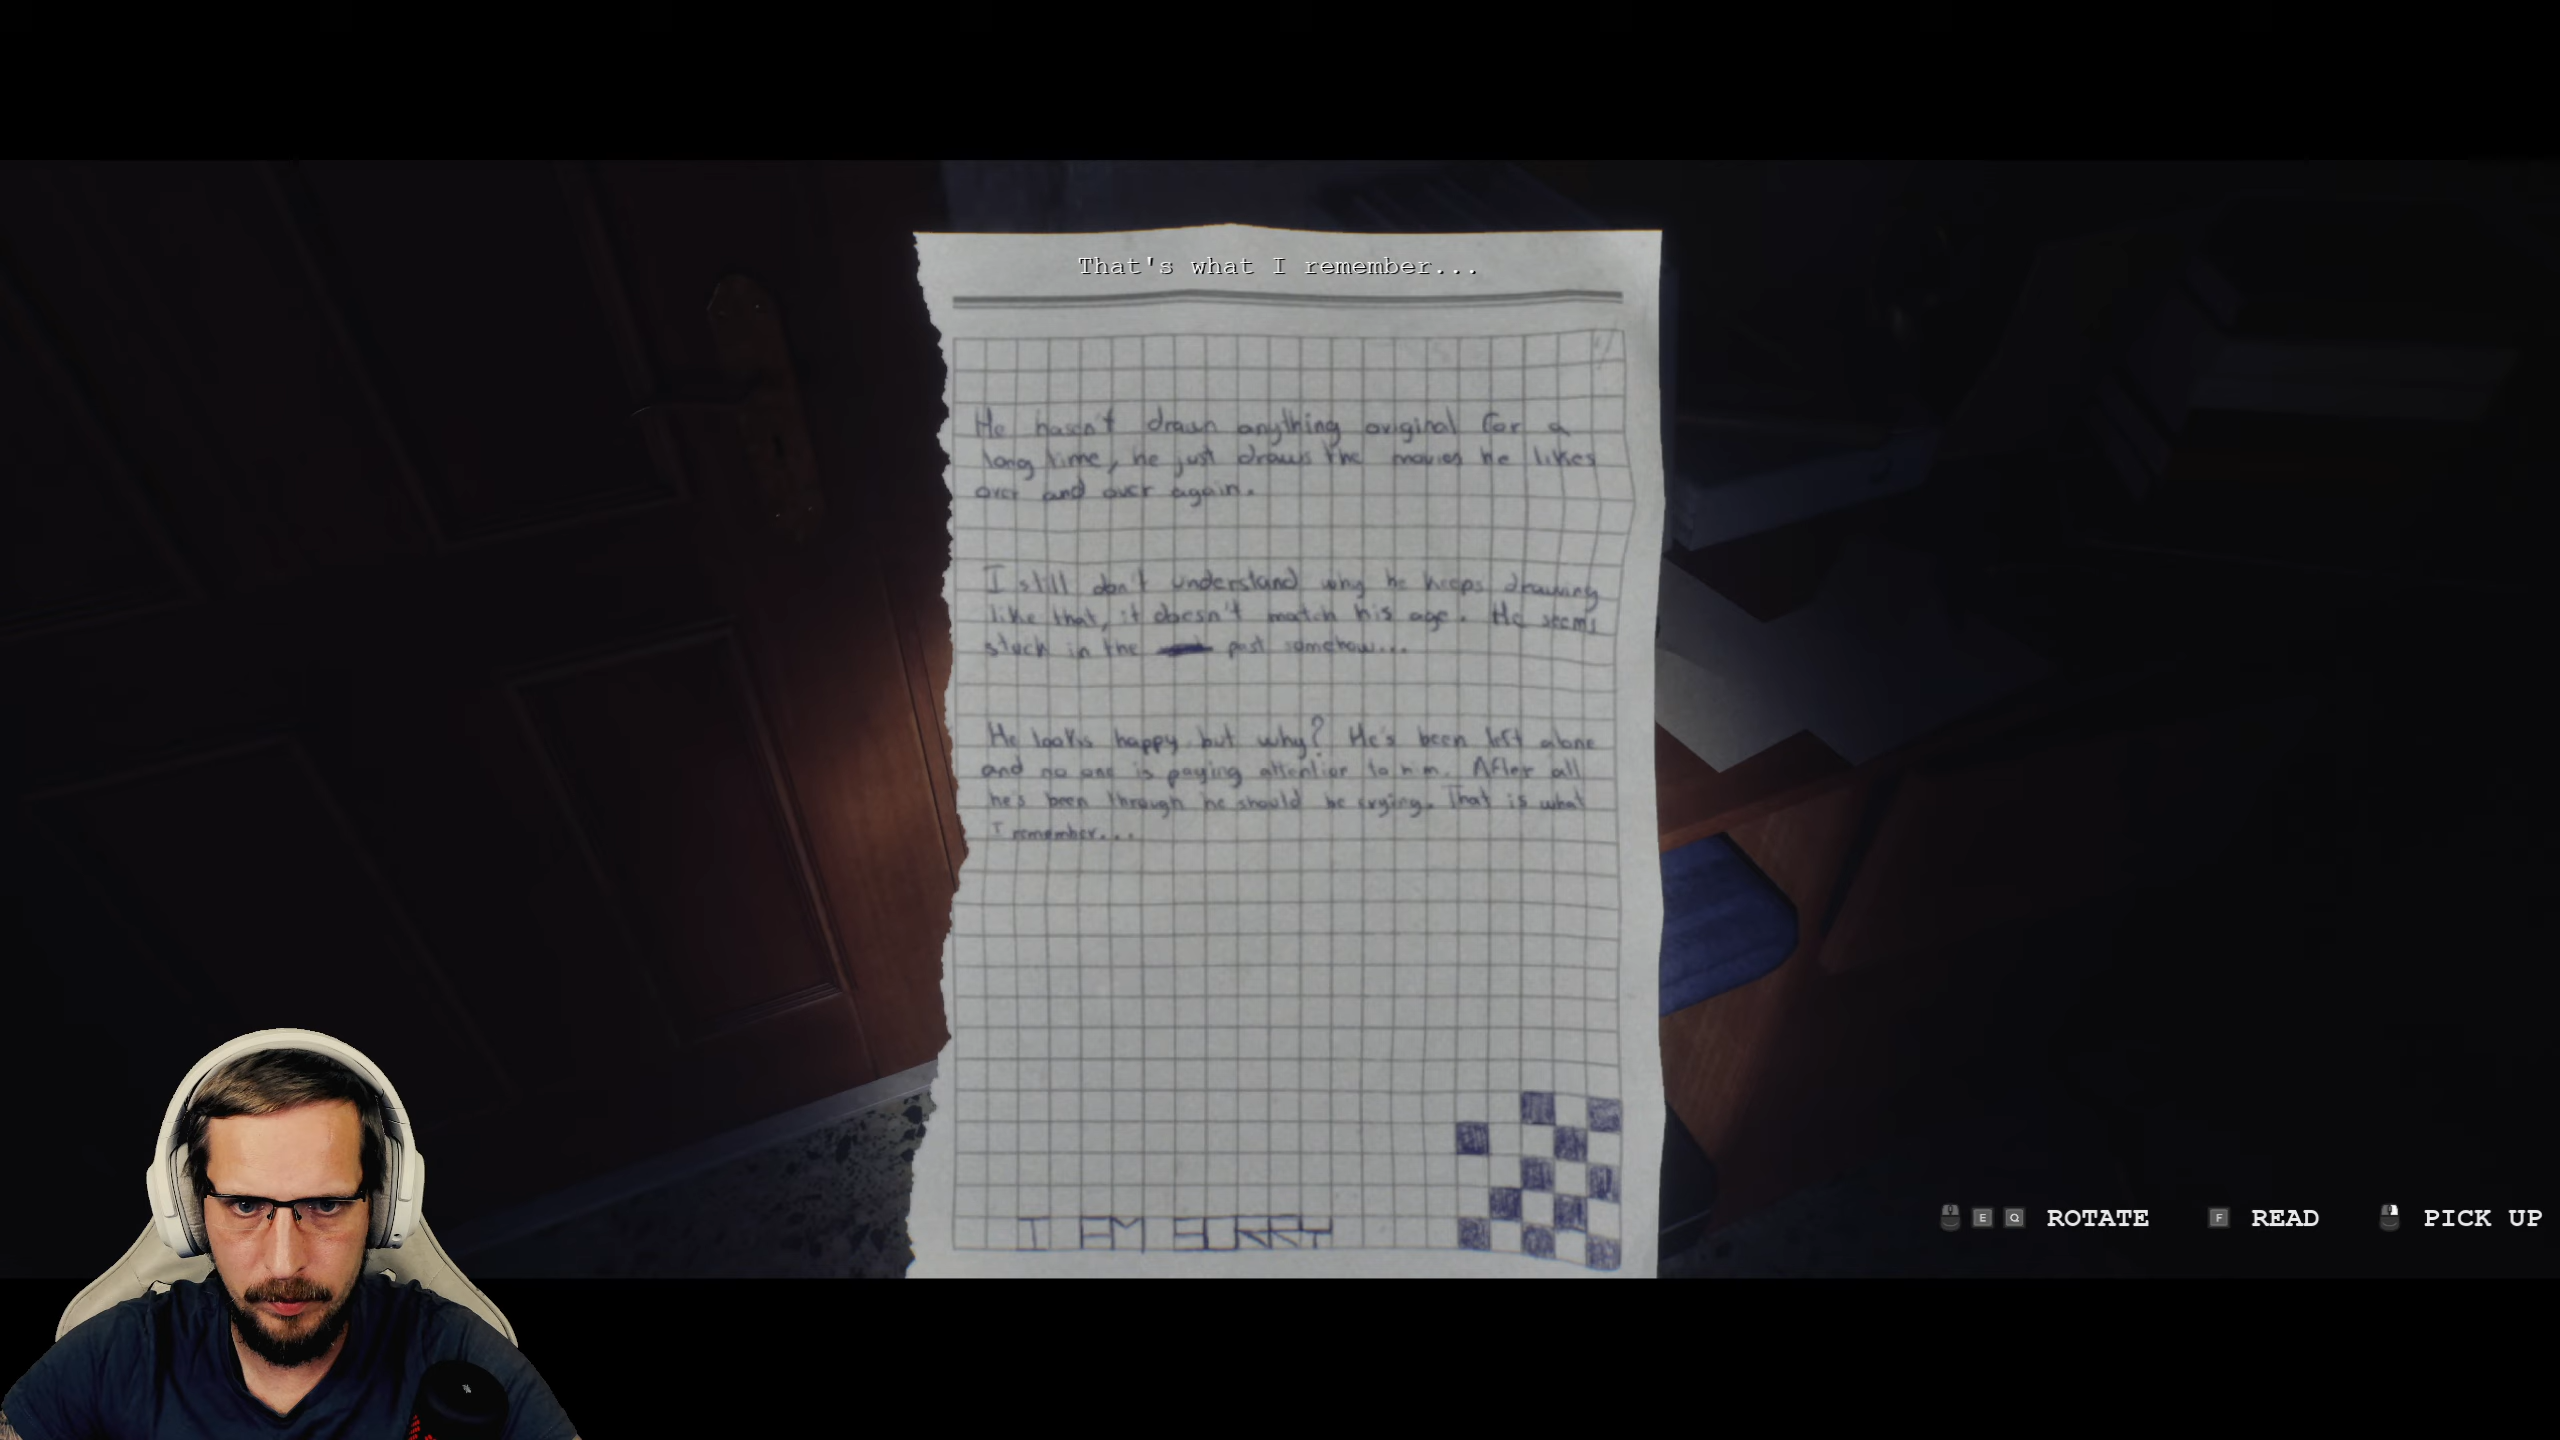 That's what I remember...
He hasn't drawn anything original for a
long time, he just draws the movies he likes
over and over again.
I still don't understand why he keeps drawing
like that, it doesn't match his age. He seems
stuck in the past somehow...
He looks happy but why? He's been left alone
and no one is paying attention to him. After all
he's been through he should be crying. That is what
I remember...
I AM SORRY
E Q ROTATE F READ PICK UP